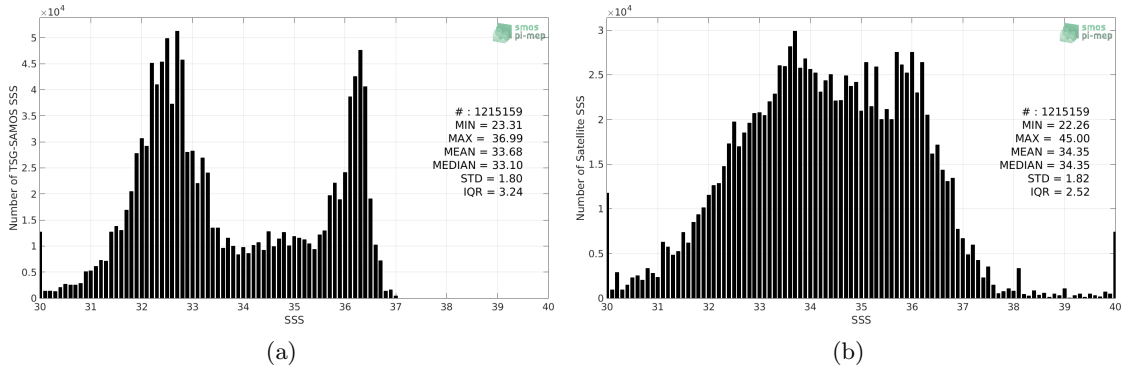 ×10⁴
5
4.5
4
3.5
3
2.5
2
1.5
1
0.5
0
Number of TSG-SAMOS SSS
smos
pi-mep
# : 1215159
MIN = 23.31
MAX = 36.99
MEAN = 33.68
MEDIAN = 33.10
STD = 1.80
IQR = 3.24
30 31 32 33 34 35 36 37 38 39 40
SSS
(a)
×10⁴
3
2.5
2
1.5
1
0.5
0
Number of Satellite SSS
smos
pi-mep
# : 1215159
MIN = 22.26
MAX = 45.00
MEAN = 34.35
MEDIAN = 34.35
STD = 1.82
IQR = 2.52
30 31 32 33 34 35 36 37 38 39 40
SSS
(b)